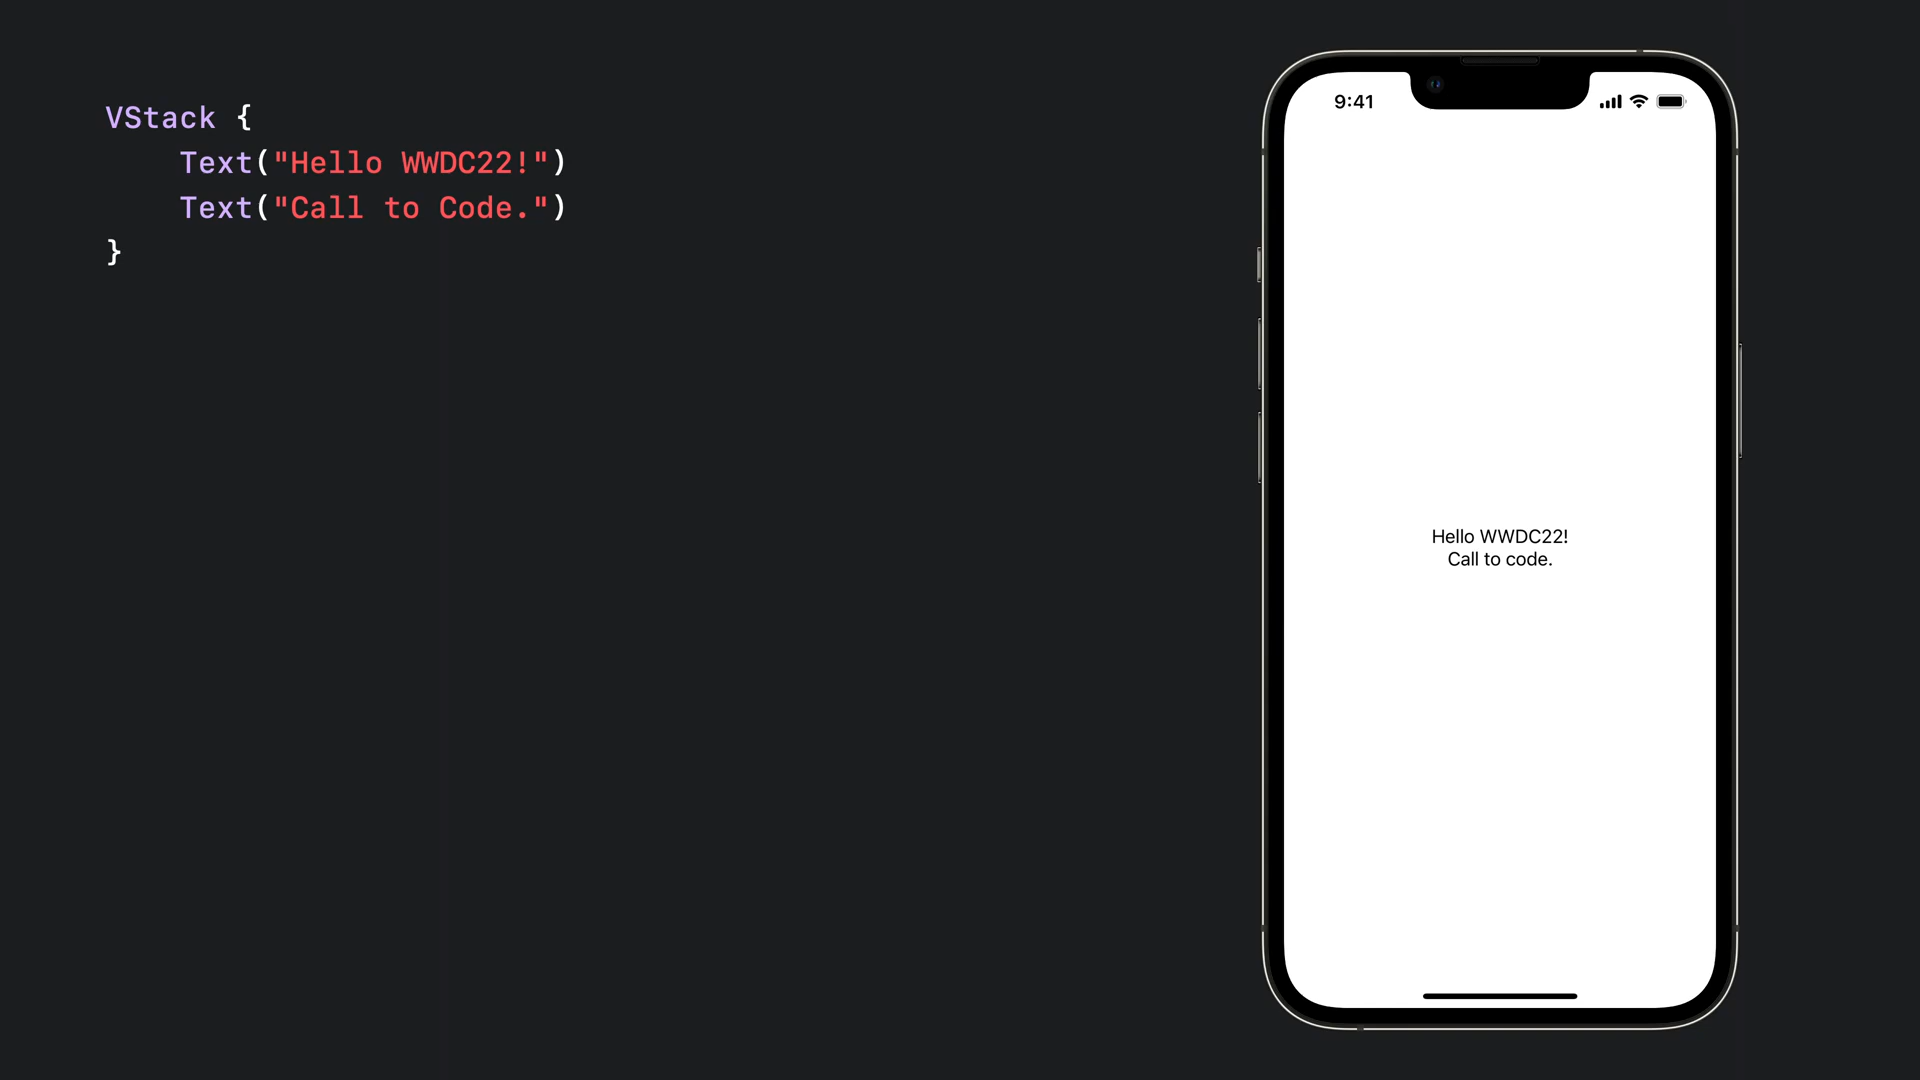 VStack {
    Text("Hello WWDC22!")
    Text("Call to Code.")
}
9:41
Hello WWDC22!
Call to code.